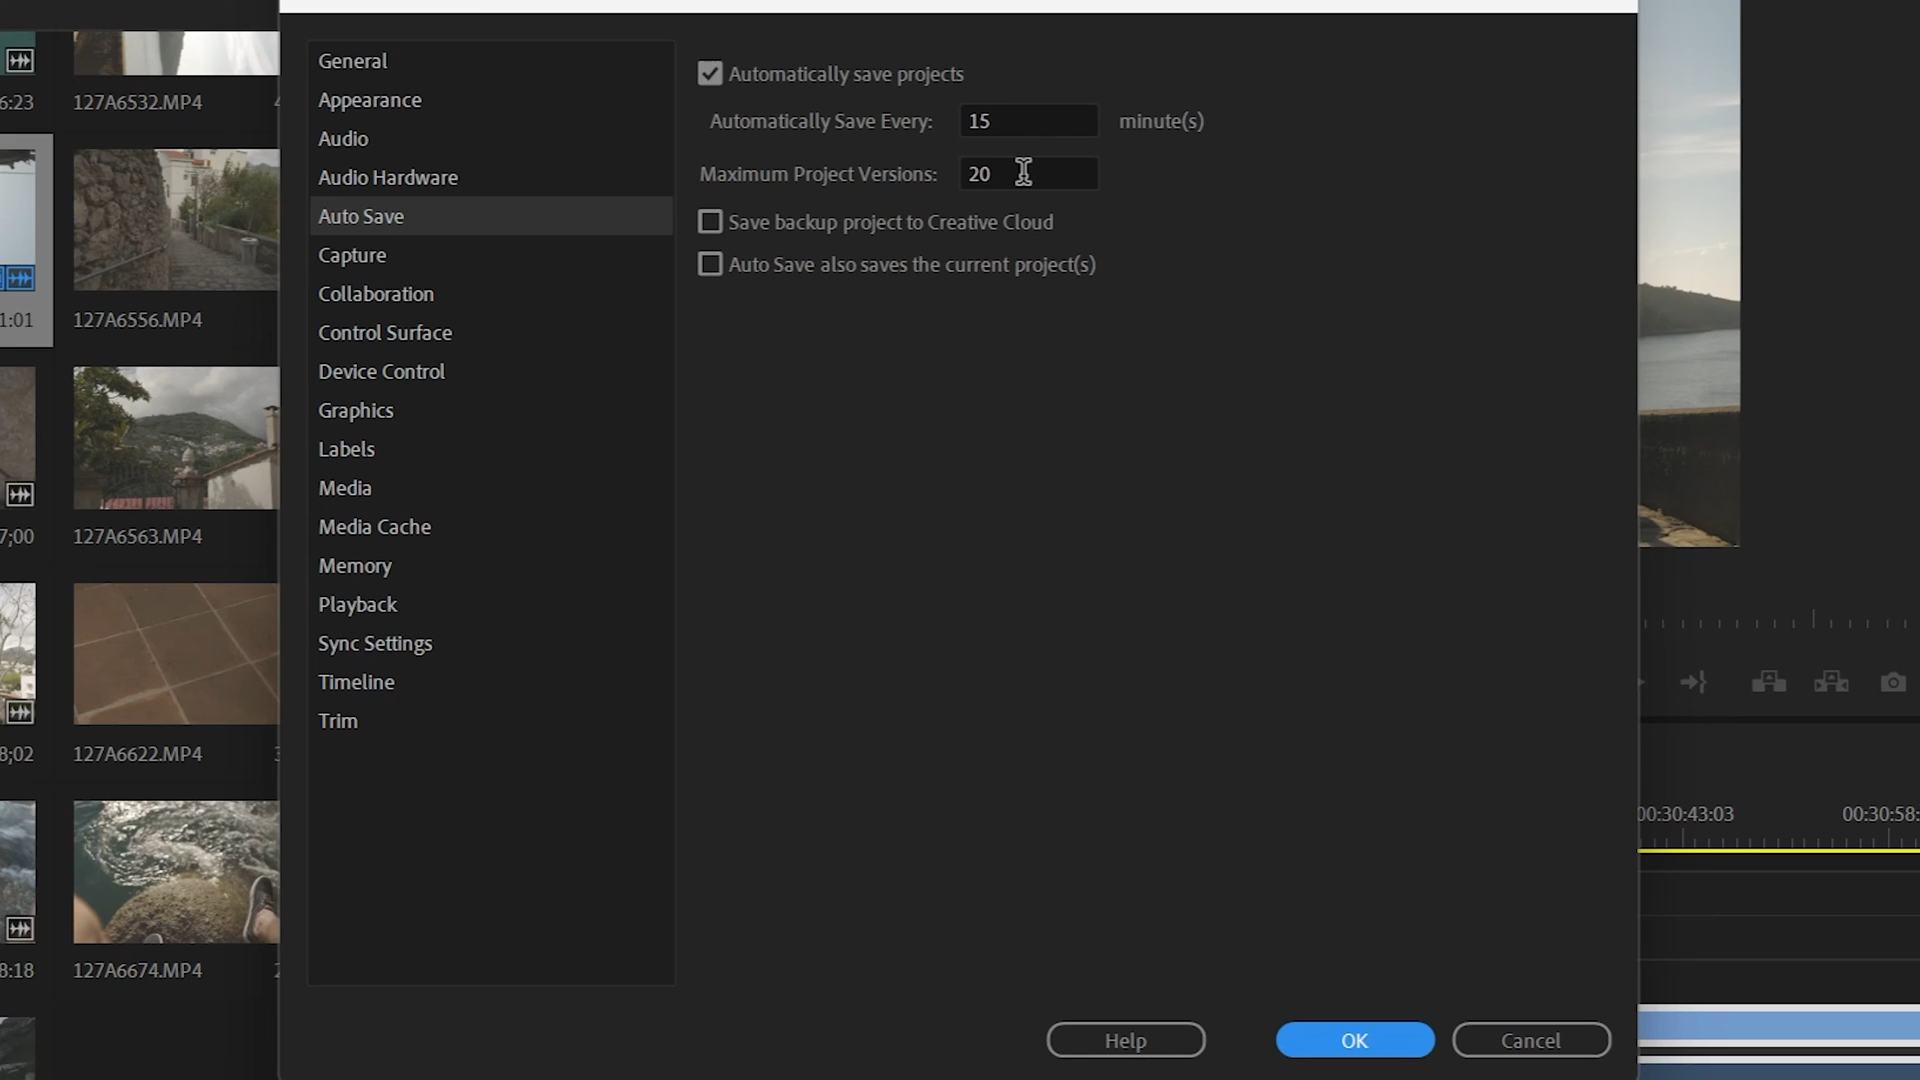 6:23
127A6532.MP4
1:01
127A6556.MP4
7;00
127A6563.MP4
8;02
127A6622.MP4
8:18
127A6674.MP4
General
Appearance
Audio
Audio Hardware
Auto Save
Capture
Collaboration
Control Surface
Device Control
Graphics
Labels
Media
Media Cache
Memory
Playback
Sync Settings
Timeline
Trim
Automatically save projects
Automatically Save Every: 15 minute(s)
Maximum Project Versions: 20
Save backup project to Creative Cloud
Auto Save also saves the current project(s)
Help
OK
Cancel
00:30:43:03
00:30:58: